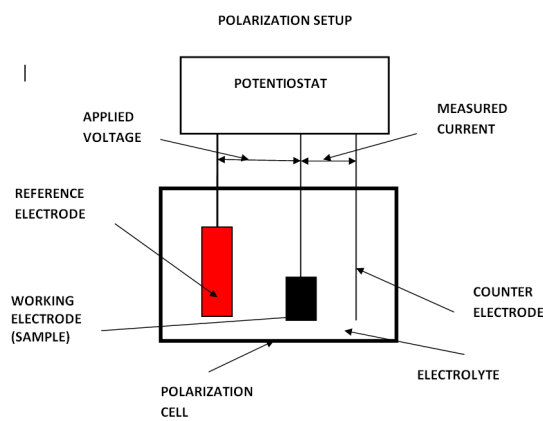 POLARIZATION SETUP
POTENTIOSTAT
APPLIED
VOLTAGE
MEASURED
CURRENT
REFERENCE
ELECTRODE
WORKING
ELECTRODE
(SAMPLE)
COUNTER
ELECTRODE
ELECTROLYTE
POLARIZATION
CELL